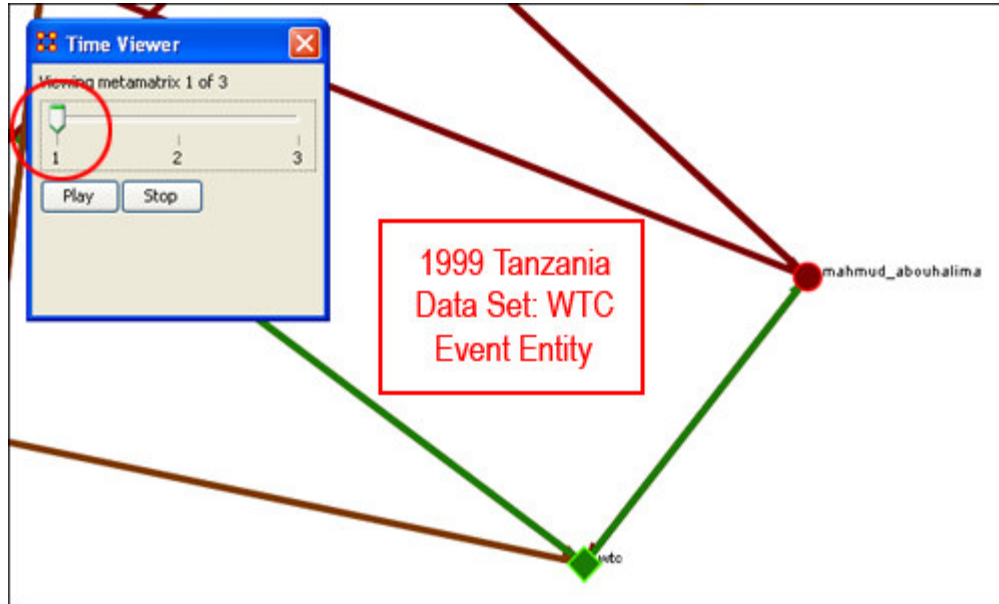 Time Viewer
Viewing metamatrix 1 of 3
1 2 3
Play Stop
1999 Tanzania
Data Set: WTC
Event Entity
mahmud_abouhalima
wtc